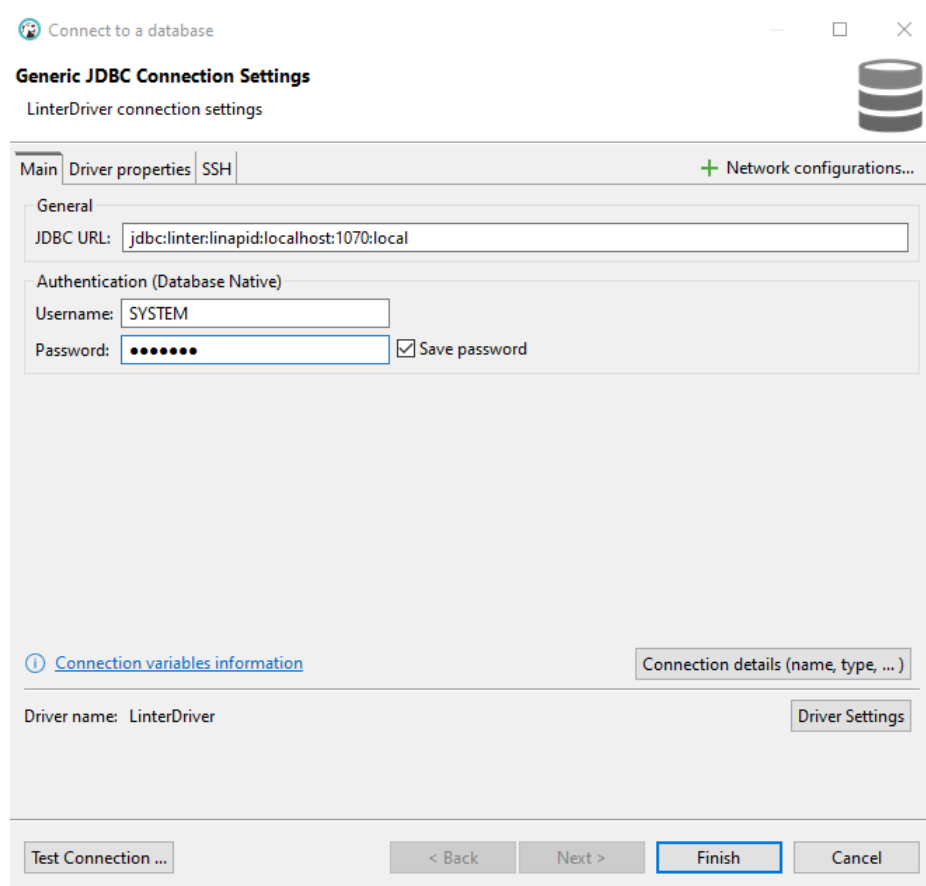 Connect to a database
Generic JDBC Connection Settings
LinterDriver connection settings
Main Driver properties SSH Network configurations...
General
JDBC URL: jdbc:linter:linapid:localhost:1070:local
Authentication (Database Native)
Username: SYSTEM
Password: ••••••• Save password
Connection variables information Connection details (name, type, ... )
Driver name: LinterDriver Driver Settings
Test Connection ... < Back Next > Finish Cancel